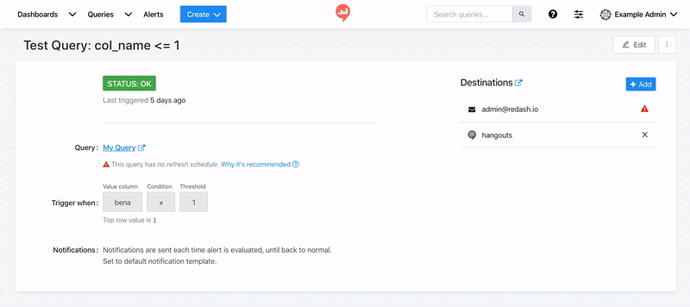 Dashboards Queries Alerts Create Search queries... Example Admin
Test Query: col_name <= 1
Edit
STATUS: OK
Last triggered 5 days ago
Destinations
+ Add
admin@redash.io
hangouts
Query: My Query
This query has no refresh schedule. Why it's recommended
Value column Condition Threshold
Trigger when: bena ≠ 1
Top row value is 1
Notifications: Notifications are sent each time alert is evaluated, until back to normal.
Set to default notification template.